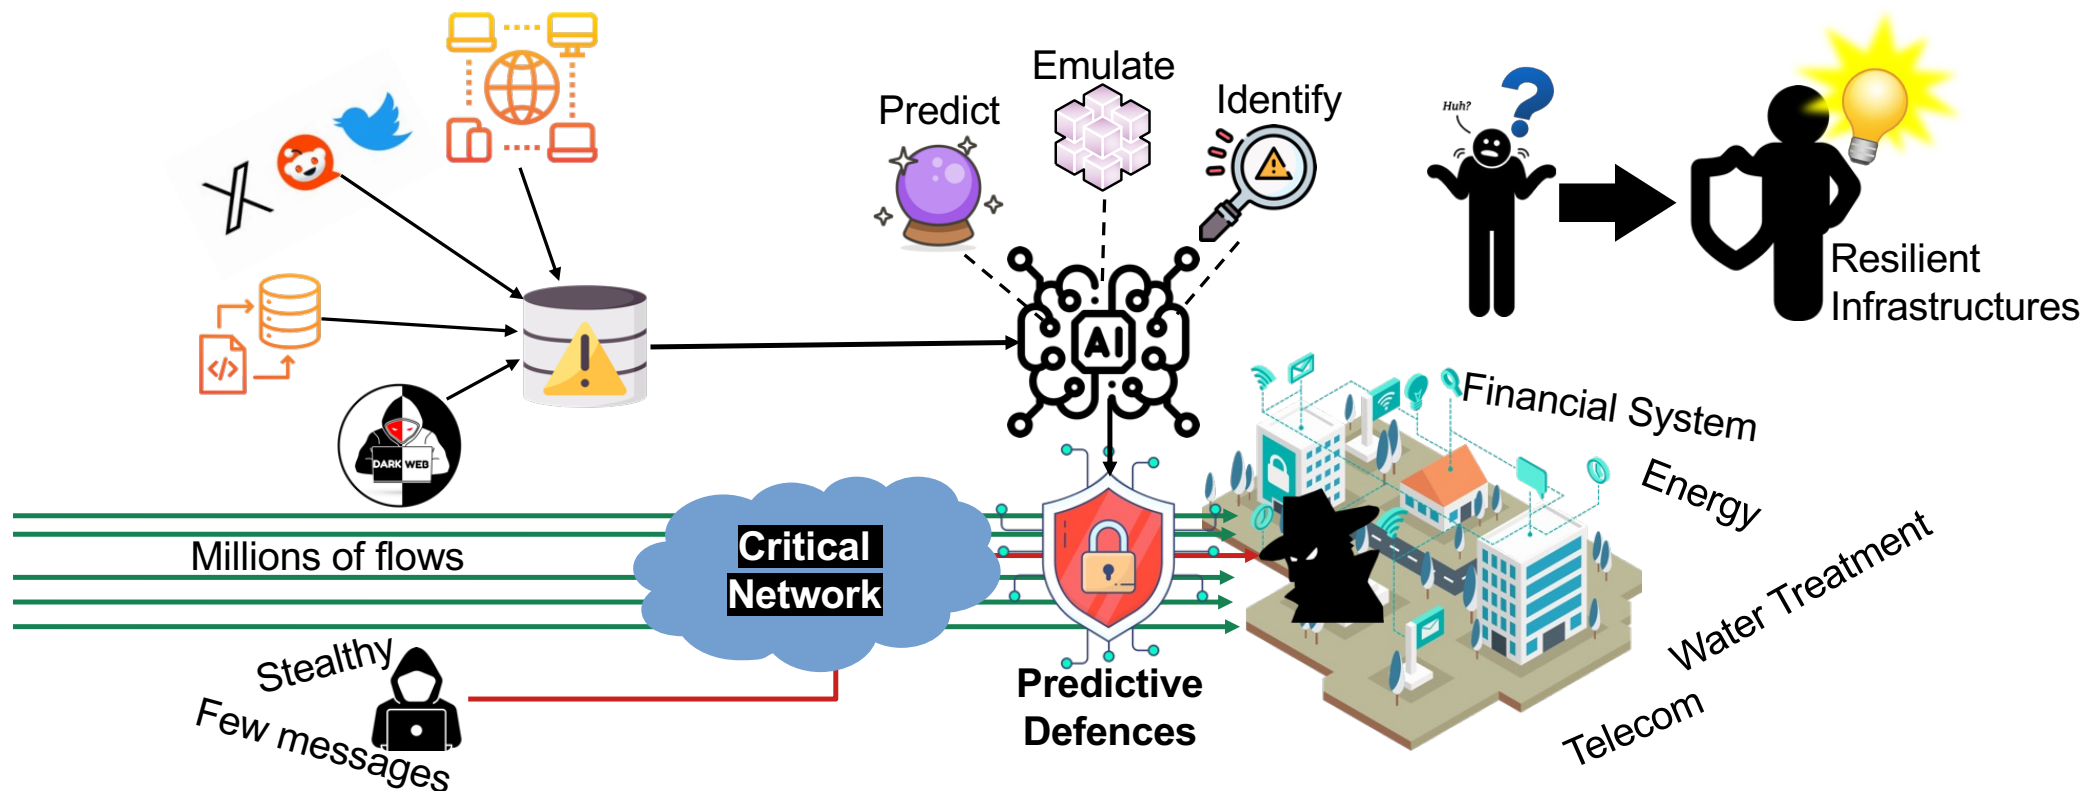 Emulate
Predict
Identify
Huh?
Resilient
Infrastructures
AI
DARK WEB
Financial System
Energy
Water Treatment
Telecom
Millions of flows
Critical
Network
Stealthy
Few messages
Predictive
Defences